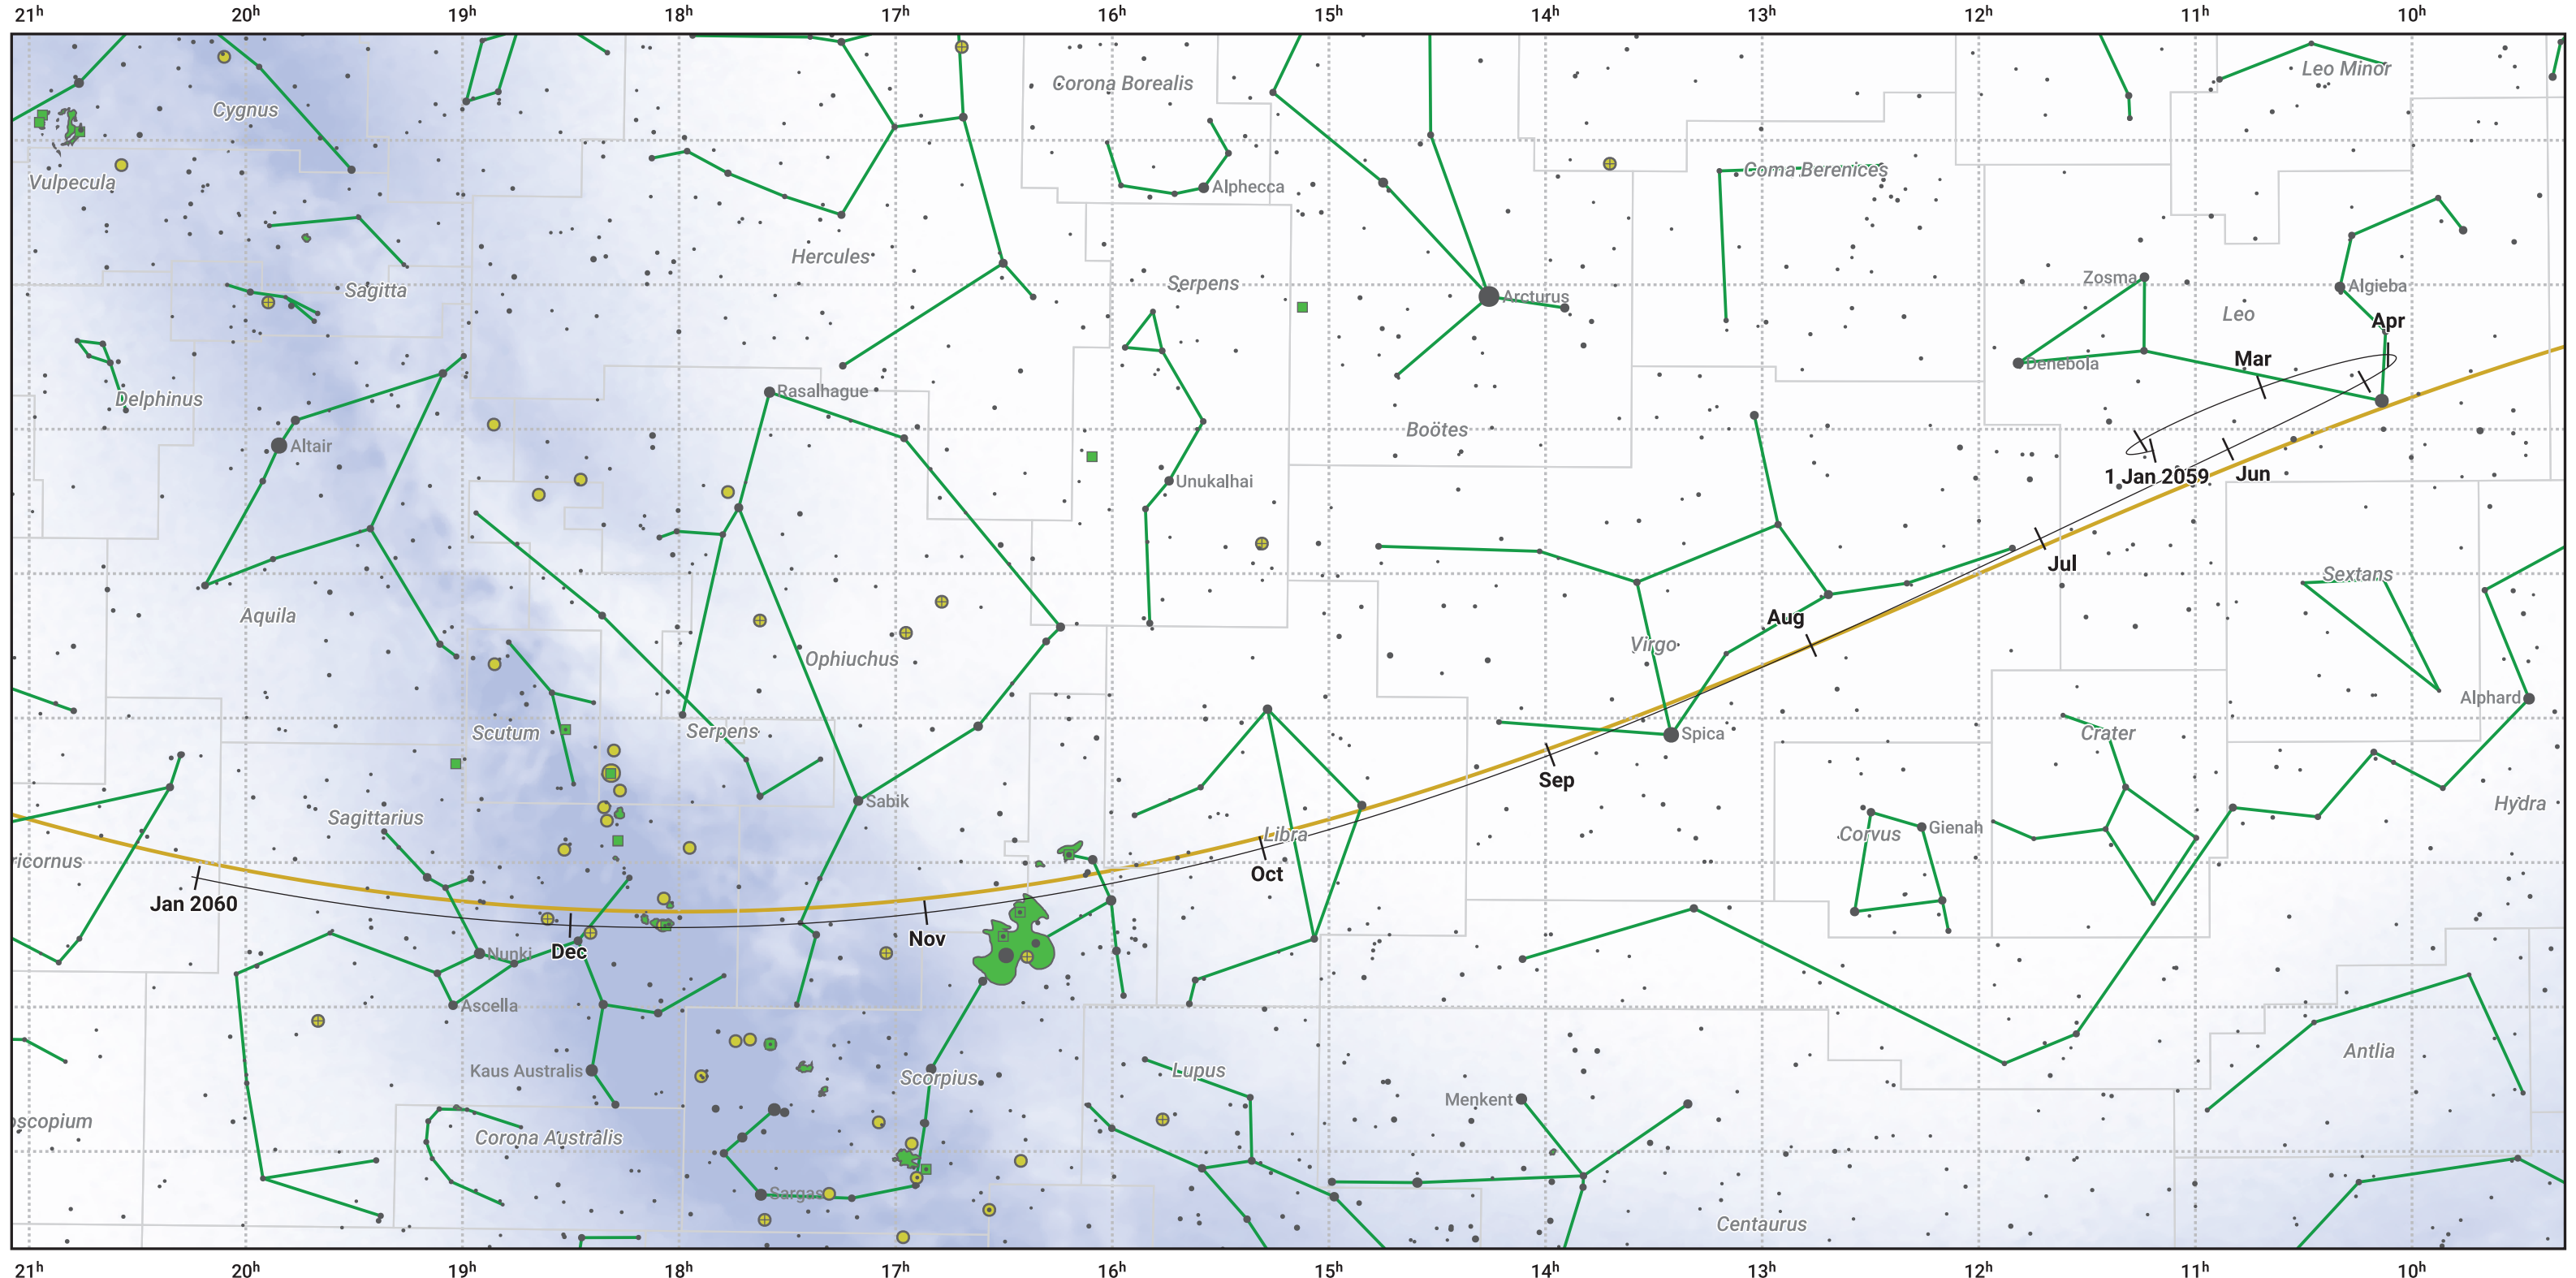 21h 20h 19h 18h 17h 16h 15h 14h 13h 12h 11h 10h
Leo Minor
Corona Borealis
Cygnus
Coma Berenices
Vulpecula
Alphecca
Hercules
Zosma
Serpens
Algieba
Sagitta
Arcturus
Leo
Apr
Mar
Denebola
Rasalhague
Delphinus
Boötes
Altair
1 Jan 2059
Jun
Unukalhai
Jul
Sextans
Aquila
Aug
Virgo
Ophiuchus
Alphard
Scutum
Serpens
Spica
Crater
Sep
Sabik
Hydra
Sagittarius
Gienah
Libra
Corvus
ricornus
Oct
Jan 2060
Nov
Dec
Nunki
Ascella
Antlia
Kaus Australis
Lupus
Scorpius
Menkent
oscopium
Corona Australis
Sargas
Centaurus
21h 20h 19h 18h 17h 16h 15h 14h 13h 12h 11h 10h